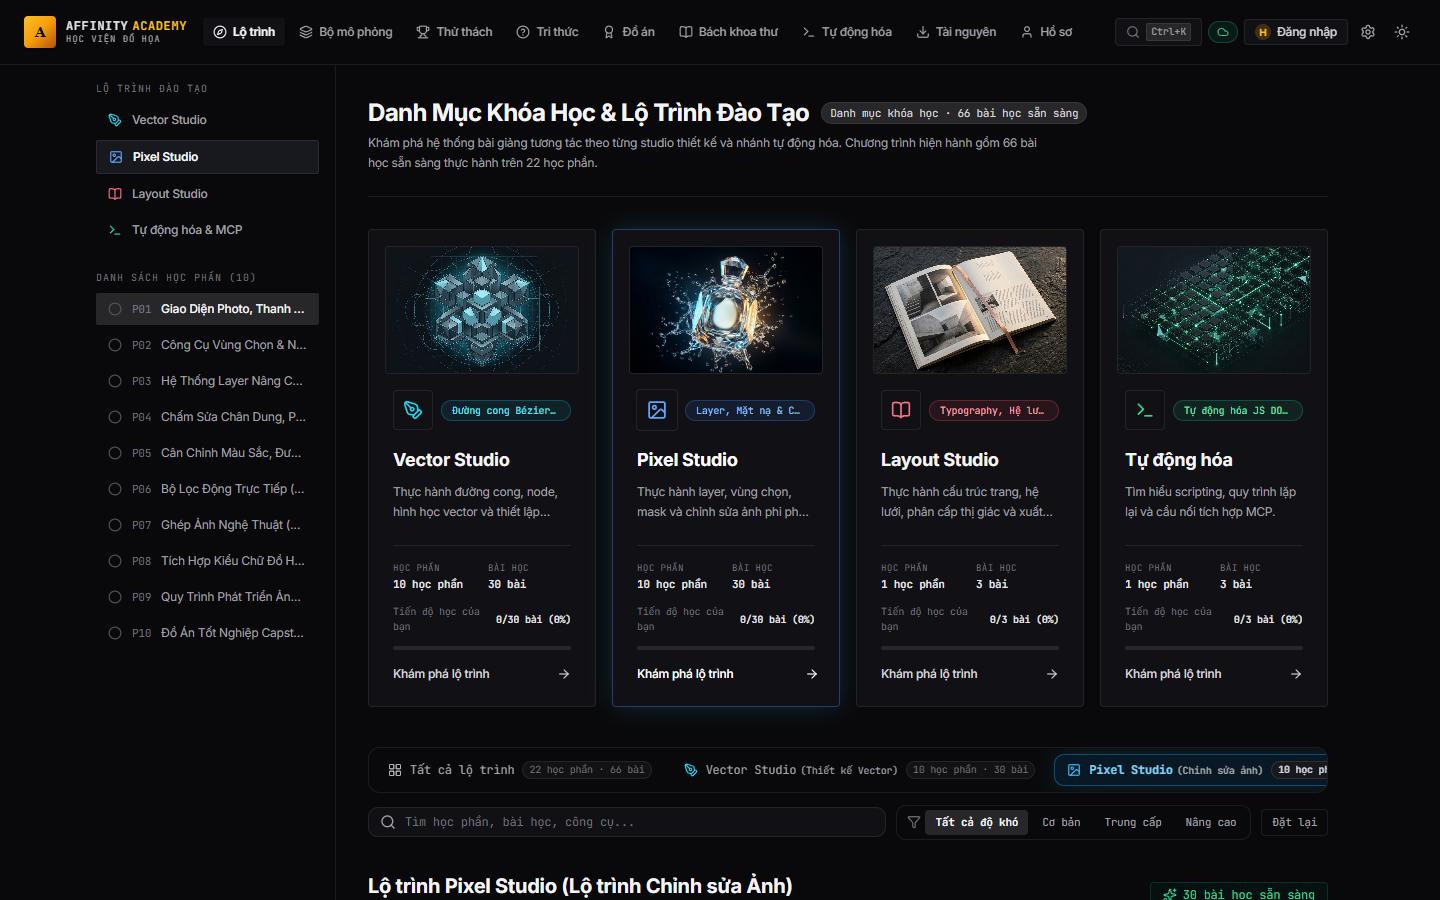 A
AFFINITY ACADEMY
HỌC VIỆN ĐỒ HỌA
Lộ trình
Bộ mô phỏng
Thử thách
Tri thức
Đồ án
Bách khoa thư
Tự động hóa
Tài nguyên
Hồ sơ
Ctrl+K
H Đăng nhập
LỘ TRÌNH ĐÀO TẠO
Vector Studio
Pixel Studio
Layout Studio
Tự động hóa & MCP
DANH SÁCH HỌC PHẦN (10)
P01 Giao Diện Photo, Thanh ...
P02 Công Cụ Vùng Chọn & N...
P03 Hệ Thống Layer Nâng C...
P04 Chấm Sửa Chân Dung, P...
P05 Cân Chỉnh Màu Sắc, Đư...
P06 Bộ Lọc Động Trực Tiếp (...
P07 Ghép Ảnh Nghệ Thuật (...
P08 Tích Hợp Kiểu Chữ Đồ H...
P09 Quy Trình Phát Triển Ản...
P10 Đồ Án Tốt Nghiệp Capst...
Danh Mục Khóa Học & Lộ Trình Đào Tạo
Danh mục khóa học · 66 bài học sẵn sàng
Khám phá hệ thống bài giảng tương tác theo từng studio thiết kế và nhánh tự động hóa. Chương trình hiện hành gồm 66 bài
học sẵn sàng thực hành trên 22 học phần.
Đường cong Bézier…
Vector Studio
Thực hành đường cong, node,
hình học vector và thiết lập...
HỌC PHẦN BÀI HỌC
10 học phần 30 bài
Tiến độ học của
bạn
0/30 bài (0%)
Khám phá lộ trình
Layer, Mặt nạ & C…
Pixel Studio
Thực hành layer, vùng chọn,
mask và chỉnh sửa ảnh phi ph...
HỌC PHẦN BÀI HỌC
10 học phần 30 bài
Tiến độ học của
bạn
0/30 bài (0%)
Khám phá lộ trình
Typography, Hệ lư…
Layout Studio
Thực hành cấu trúc trang, hệ
lưới, phân cấp thị giác và xuất...
HỌC PHẦN BÀI HỌC
1 học phần 3 bài
Tiến độ học của
bạn
0/3 bài (0%)
Khám phá lộ trình
Tự động hóa JS DO…
Tự động hóa
Tìm hiểu scripting, quy trình lặp
lại và cầu nối tích hợp MCP.
HỌC PHẦN BÀI HỌC
1 học phần 3 bài
Tiến độ học của
bạn
0/3 bài (0%)
Khám phá lộ trình
Tất cả lộ trình 22 học phần · 66 bài
Vector Studio (Thiết kế Vector) 10 học phần · 30 bài
Pixel Studio (Chỉnh sửa ảnh) 10 học ph
Tìm học phần, bài học, công cụ...
Tất cả độ khó
Cơ bản
Trung cấp
Nâng cao
Đặt lại
Lộ trình Pixel Studio (Lộ trình Chỉnh sửa Ảnh)
30 bài học sẵn sàng